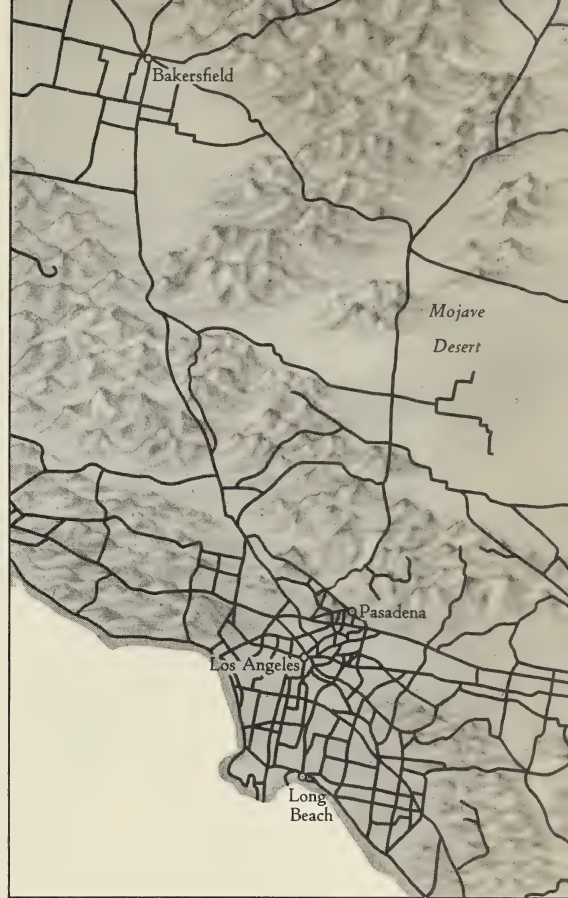 Bakersfield
Mojave
Desert
Pasadena
Los Angeles
Long
Beach